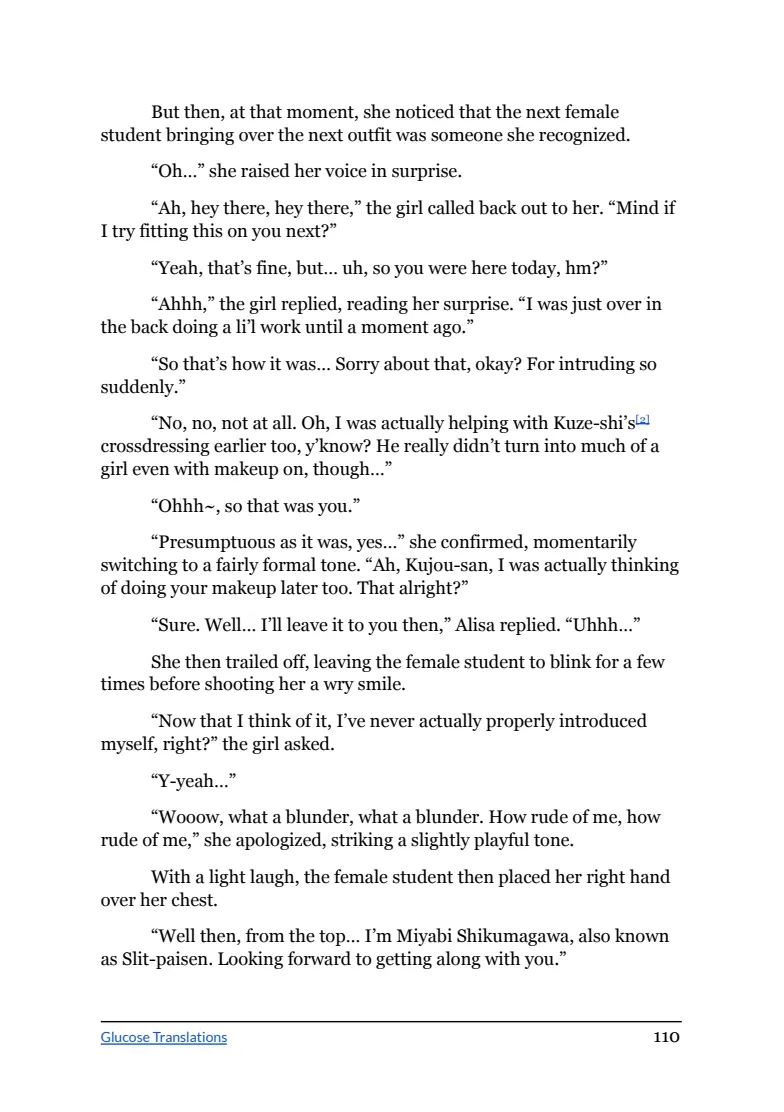 But then, at that moment, she noticed that the next female
student bringing over the next outfit was someone she recognized.
“Oh…” she raised her voice in surprise.
“Ah, hey there, hey there,” the girl called back out to her. “Mind if
I try fitting this on you next?”
“Yeah, that’s fine, but… uh, so you were here today, hm?”
“Ahhh,” the girl replied, reading her surprise. “I was just over in
the back doing a li’l work until a moment ago.”
“So that’s how it was… Sorry about that, okay? For intruding so
suddenly.”
“No, no, not at all. Oh, I was actually helping with Kuze-shi’s[2]
crossdressing earlier too, y’know? He really didn’t turn into much of a
girl even with makeup on, though…”
“Ohhh~, so that was you.”
“Presumptuous as it was, yes…” she confirmed, momentarily
switching to a fairly formal tone. “Ah, Kujou-san, I was actually thinking
of doing your makeup later too. That alright?”
“Sure. Well… I’ll leave it to you then,” Alisa replied. “Uhhh…”
She then trailed off, leaving the female student to blink for a few
times before shooting her a wry smile.
“Now that I think of it, I’ve never actually properly introduced
myself, right?” the girl asked.
“Y-yeah…”
“Wooow, what a blunder, what a blunder. How rude of me, how
rude of me,” she apologized, striking a slightly playful tone.
With a light laugh, the female student then placed her right hand
over her chest.
“Well then, from the top… I’m Miyabi Shikumagawa, also known
as Slit-paisen. Looking forward to getting along with you.”
Glucose Translations 110